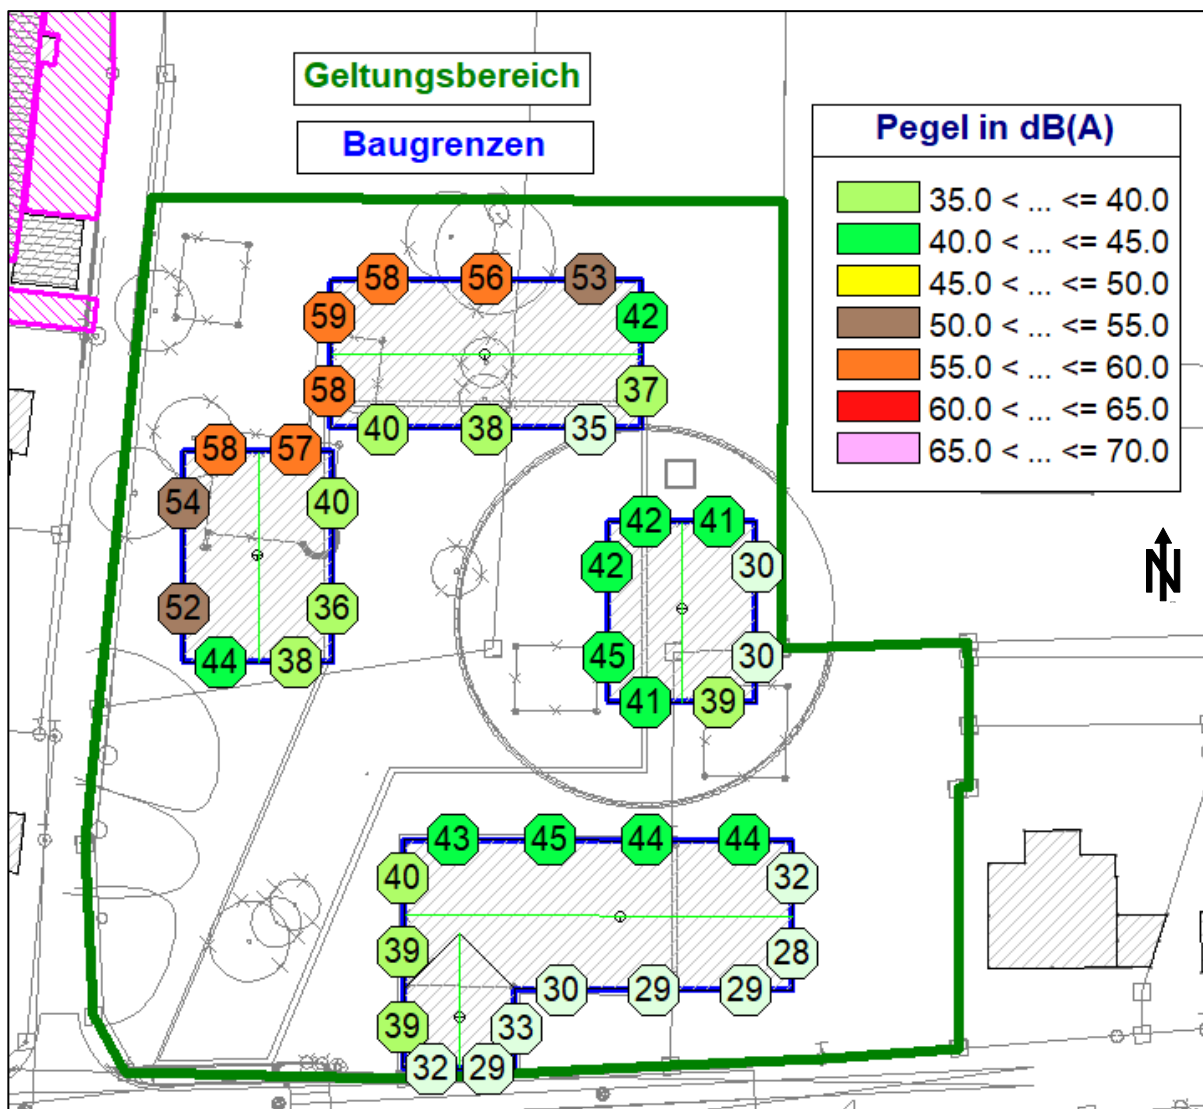 Geltungsbereich
Baugrenzen
Pegel in dB(A)
35.0 < ... <= 40.0
40.0 < ... <= 45.0
45.0 < ... <= 50.0
50.0 < ... <= 55.0
55.0 < ... <= 60.0
60.0 < ... <= 65.0
65.0 < ... <= 70.0
N
58 56 53
59 42
58 37
40 38 35
58 57
54 40
52 36
44 38
42 41
42 30
45 30
41 39
43 45 44 44
40 32
39 28
30 29 29
39 33
32 29